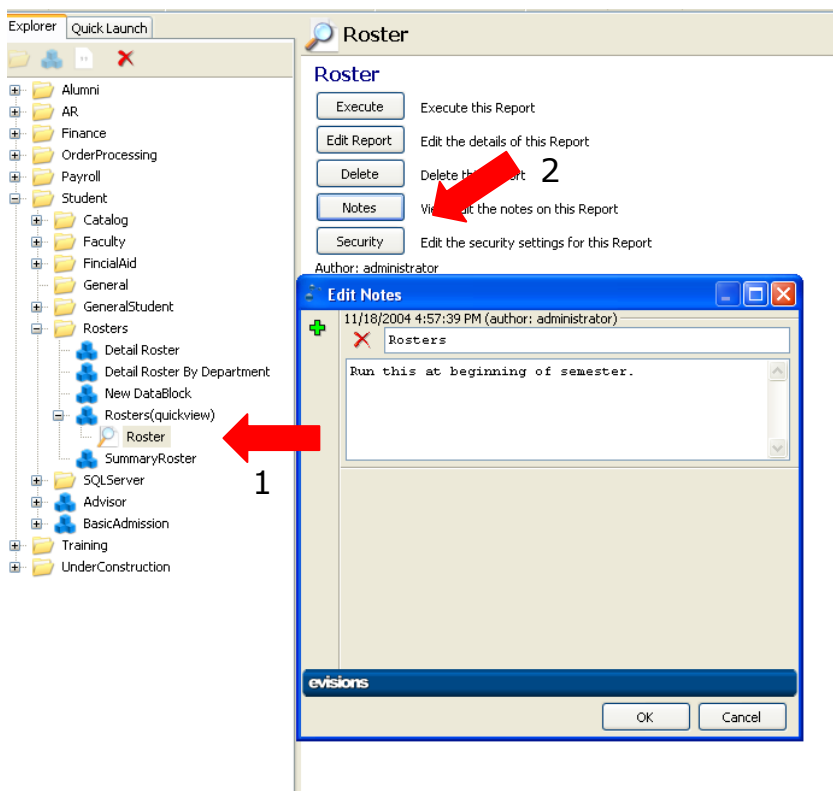 Explorer
Quick Launch
Roster
Alumni
AR
Finance
OrderProcessing
Payroll
Student
Catalog
Faculty
FincialAid
General
GeneralStudent
Rosters
Detail Roster
Detail Roster By Department
New DataBlock
Rosters(quickview)
Roster
SummaryRoster
SQLServer
Advisor
BasicAdmission
Training
UnderConstruction
1
Roster
Execute Execute this Report
Edit Report Edit the details of this Report
Delete Delete
2
Notes the notes on this Report
Security Edit the security settings for this Report
Author: administrator
Edit Notes
11/18/2004 4:57:39 PM (author: administrator)
Rosters
Run this at beginning of semester.
evisions
OK Cancel